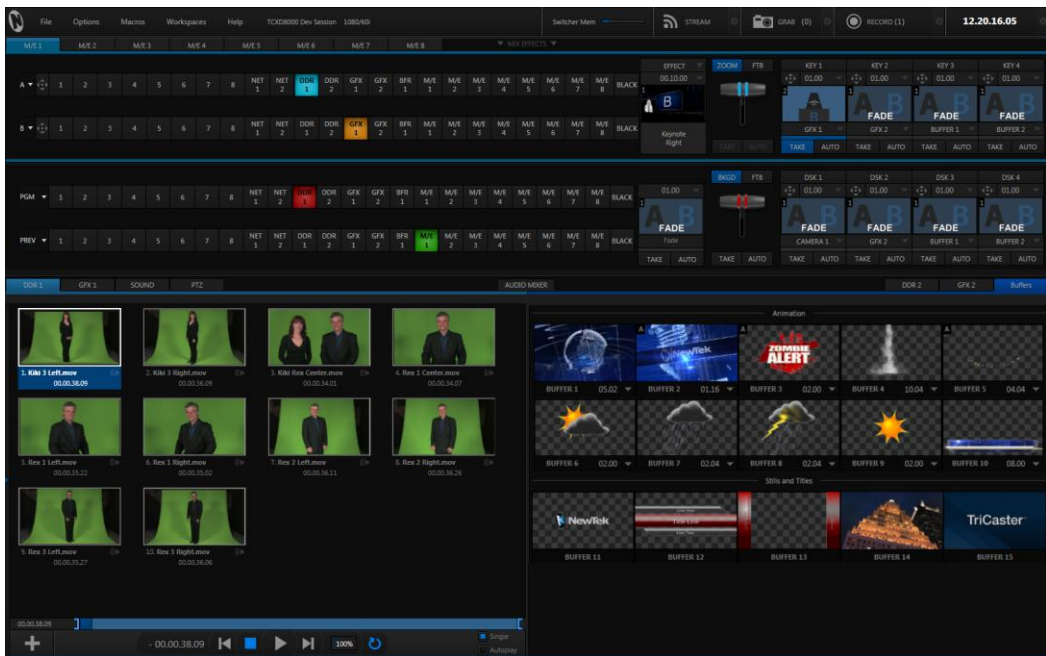 File Options Macros Workspaces Help TCXD8000 Dev Session 1080/60i Switcher Mem STREAM GRAB (0) RECORD (1) 12.20.16.05
M/E 1 M/E 2 M/E 3 M/E 4 M/E 5 M/E 6 M/E 7 M/E 8 MIX EFFECTS
A 1 2 3 4 5 6 7 8 NET 1 NET 2 DDR 1 DDR 2 GFX 1 GFX 2 BFR 1 M/E 1 M/E 2 M/E 3 M/E 4 M/E 5 M/E 6 M/E 7 M/E 8 BLACK
B 1 2 3 4 5 6 7 8 NET 1 NET 2 DDR 1 DDR 2 GFX 1 GFX 2 BFR 1 M/E 1 M/E 2 M/E 3 M/E 4 M/E 5 M/E 6 M/E 7 M/E 8 BLACK
EFFECT ZOOM FTB KEY 1 KEY 2 KEY 3 KEY 4
00.10.00 01.00 01.00 01.00 01.00
1 A B 2 B 1 A B FADE 1 A B FADE 1 A B FADE
Keynote Right GFX 1 GFX 2 BUFFER 1 BUFFER 2
TAKE AUTO TAKE AUTO TAKE AUTO TAKE AUTO TAKE AUTO
PGM 1 2 3 4 5 6 7 8 NET 1 NET 2 DDR 1 DDR 2 GFX 1 GFX 2 BFR 1 M/E 1 M/E 2 M/E 3 M/E 4 M/E 5 M/E 6 M/E 7 M/E 8 BLACK
PREV 1 2 3 4 5 6 7 8 NET 1 NET 2 DDR 1 DDR 2 GFX 1 GFX 2 BFR 1 M/E 1 M/E 2 M/E 3 M/E 4 M/E 5 M/E 6 M/E 7 M/E 8 BLACK
BKGD FTB DSK 1 DSK 2 DSK 3 DSK 4
01.00 01.00 01.00 01.00 01.00
1 A B FADE 1 A B FADE 1 A B FADE 1 A B FADE 1 A B FADE
Fade CAMERA 1 GFX 2 BUFFER 1 BUFFER 2
TAKE AUTO TAKE AUTO TAKE AUTO TAKE AUTO TAKE AUTO TAKE AUTO
DDR 1 GFX 1 SOUND PTZ AUDIO MIXER DDR 2 GFX 2 Buffers
1. Kiki 3 Left.mov 2. Kiki 3 Right.mov 3. Kiki Rex Center.mov 4. Rex 1 Center.mov
00.00.38.09 00.00.36.09 00.00.34.01 00.00.34.07
5. Rex 1 Left.mov 6. Rex 1 Right.mov 7. Rex 2 Left.mov 8. Rex 2 Right.mov
00.00.35.22 00.00.35.02 00.00.36.11 00.00.36.26
9. Rex 3 Left.mov 10. Rex 3 Right.mov
00.00.35.27 00.00.36.06
00.00.38.09
- 00.00.38.09 100% Single
Autoplay
Animation
A NewTek A ZOMBIE ALERT A
BUFFER 1 05.02 BUFFER 2 01.16 BUFFER 3 02.00 BUFFER 4 10.04 BUFFER 5 04.04
BUFFER 6 02.00 BUFFER 7 02.04 BUFFER 8 02.04 BUFFER 9 02.00 BUFFER 10 08.00
Stills and Titles
NewTek TriCaster
BUFFER 11 BUFFER 12 BUFFER 13 BUFFER 14 BUFFER 15